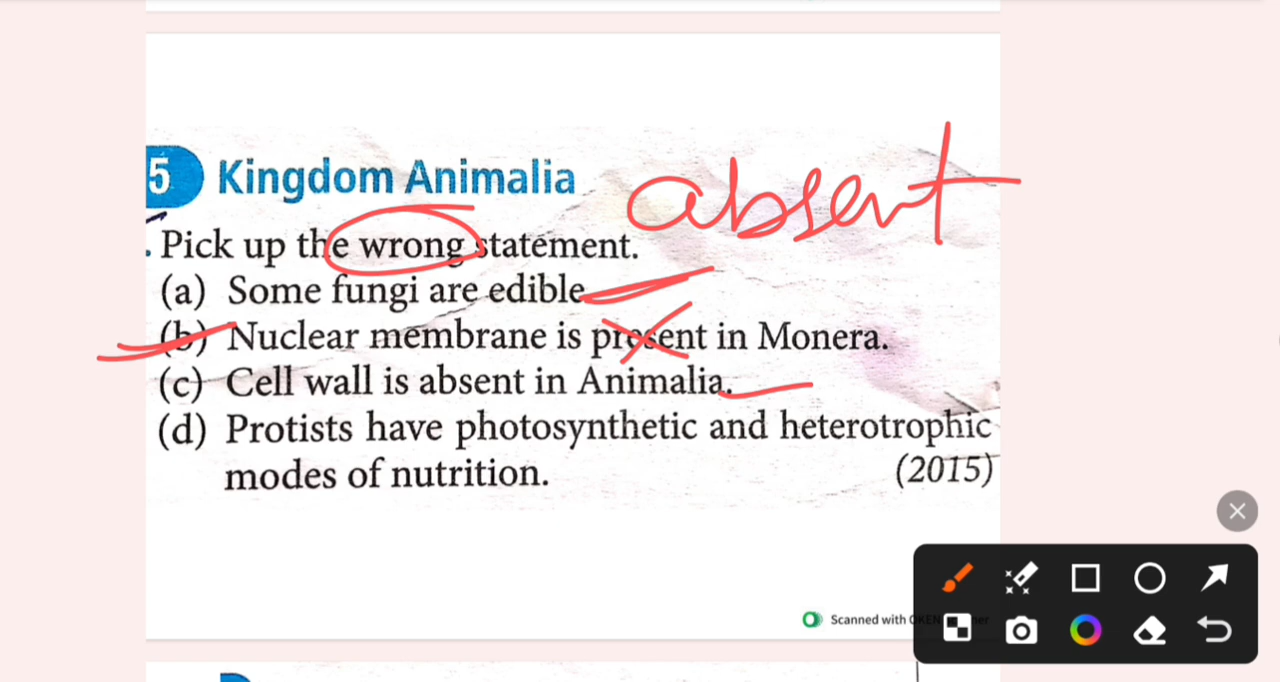 5 Kingdom Animalia
absent
. Pick up the wrong statement.
(a) Some fungi are edible
(b) Nuclear membrane is present in Monera.
(c) Cell wall is absent in Animalia.
(d) Protists have photosynthetic and heterotrophic
modes of nutrition. (2015)
Scanned with OKEN